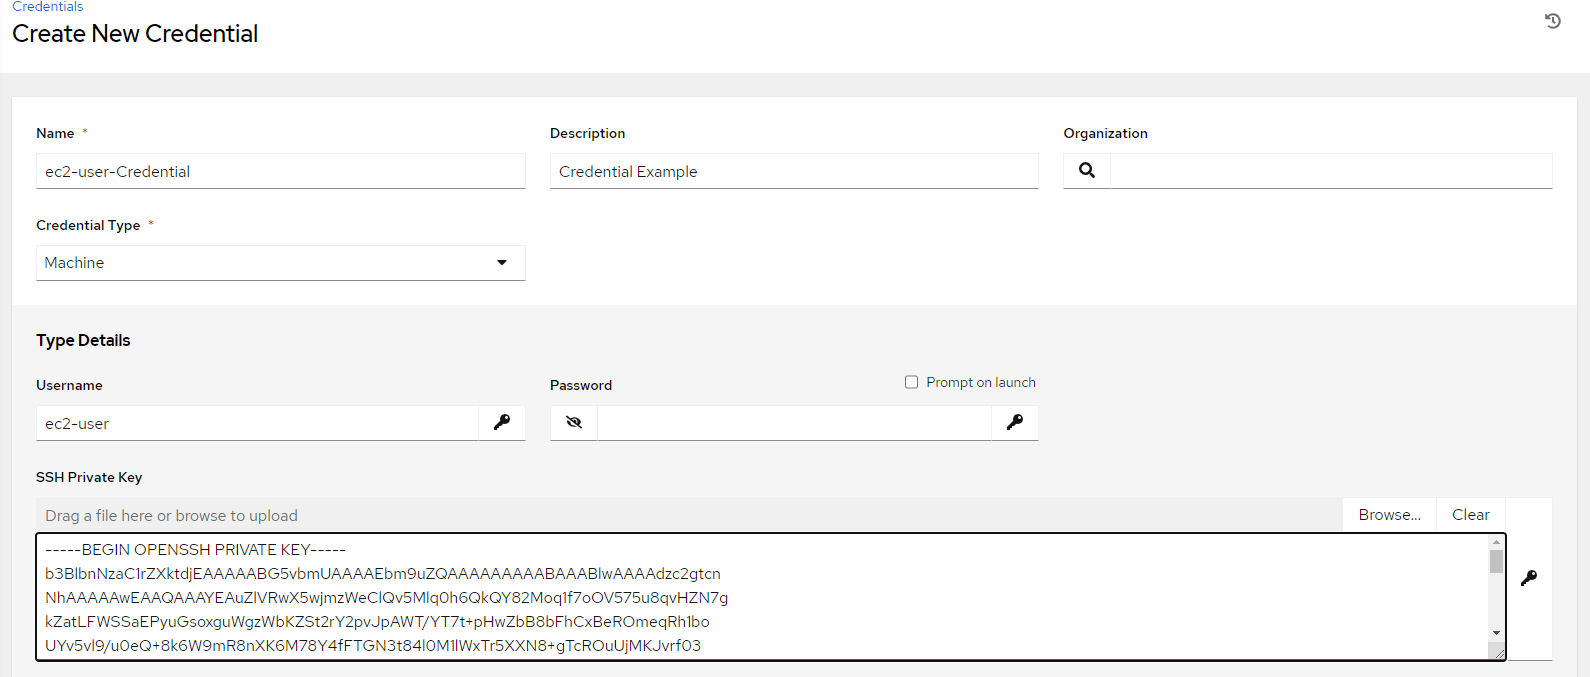 Credentials
Create New Credential
Name *
Description
Organization
ec2-user-Credential
Credential Example
Credential Type *
Machine
Type Details
Username
Password
Prompt on launch
ec2-user
SSH Private Key
Drag a file here or browse to upload
Browse...
Clear
-----BEGIN OPENSSH PRIVATE KEY-----
b3BlbnNzaC1rZXktdjEAAAAABG5vbmUAAAAEbm9uZQAAAAAAAAABAAABlwAAAAdzc2gtcn
NhAAAAAwEAAQAAAYEAuZlVRwX5wjmzWeClQv5Mlq0h6QkQY82Moq1f7oOV575u8qvHZN7g
kZatLFWSSaEPyuGsoxguWgzWbKZSt2rY2pvJpAWT/YT7t+pHwZbB8bFhCxBeROmeqRh1bo
UYv5vl9/u0eQ+8k6W9mR8nXK6M78Y4fFTGN3t84l0M1lWxTr5XXN8+gTcROuUjMKJvrf03